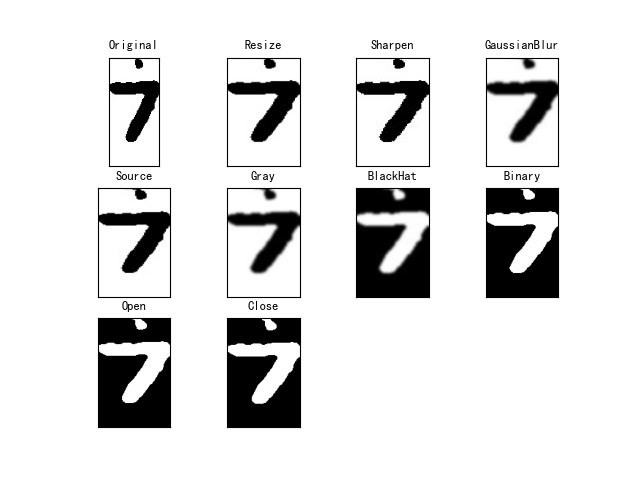 Original Resize Sharpen GaussianBlur
Source Gray BlackHat Binary
Open Close